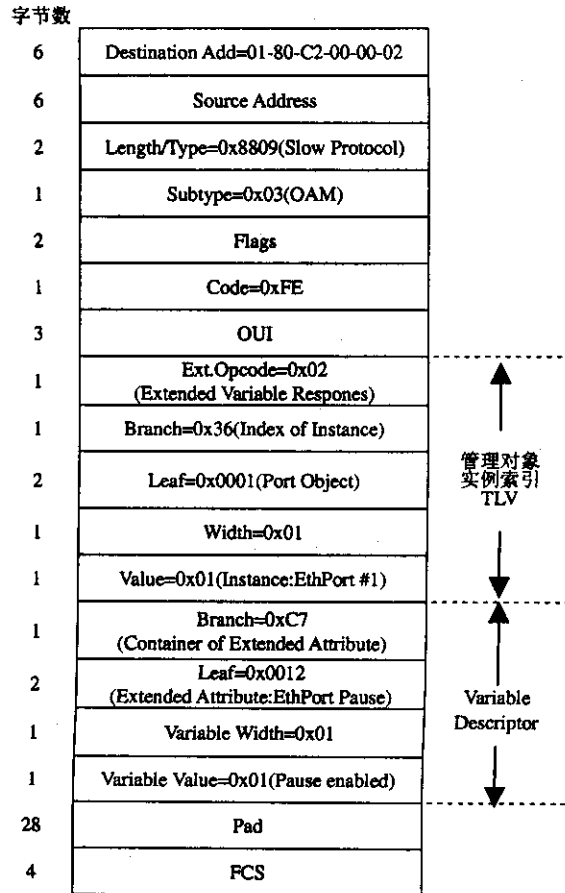 字节数
6 Destination Add=01-80-C2-00-00-02
6 Source Address
2 Length/Type=0x8809(Slow Protocol)
1 Subtype=0x03(OAM)
2 Flags
1 Code=0xFE
3 OUI
1 Ext.Opcode=0x02
(Extended Variable Respones)
1 Branch=0x36(Index of Instance)
2 Leaf=0x0001(Port Object)
1 Width=0x01
1 Value=0x01(Instance:EthPort #1)
管理对象
实例索引
TLV
1 Branch=0xC7
(Container of Extended Attribute)
2 Leaf=0x0012
(Extended Attribute:EthPort Pause)
1 Variable Width=0x01
1 Variable Value=0x01(Pause enabled)
Variable
Descriptor
28 Pad
4 FCS